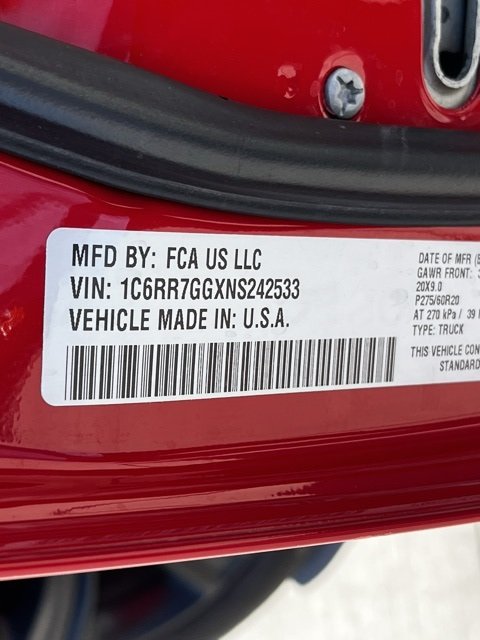 MFD BY: FCA US LLC
VIN: 1C6RR7GGXNS242533
VEHICLE MADE IN: U.S.A.
DATE OF MFR
GAWR FRONT:
20X9.0
P275/60R20
AT 270 kPa / 39
TYPE: TRUCK
THIS VEHICLE
STANDARD